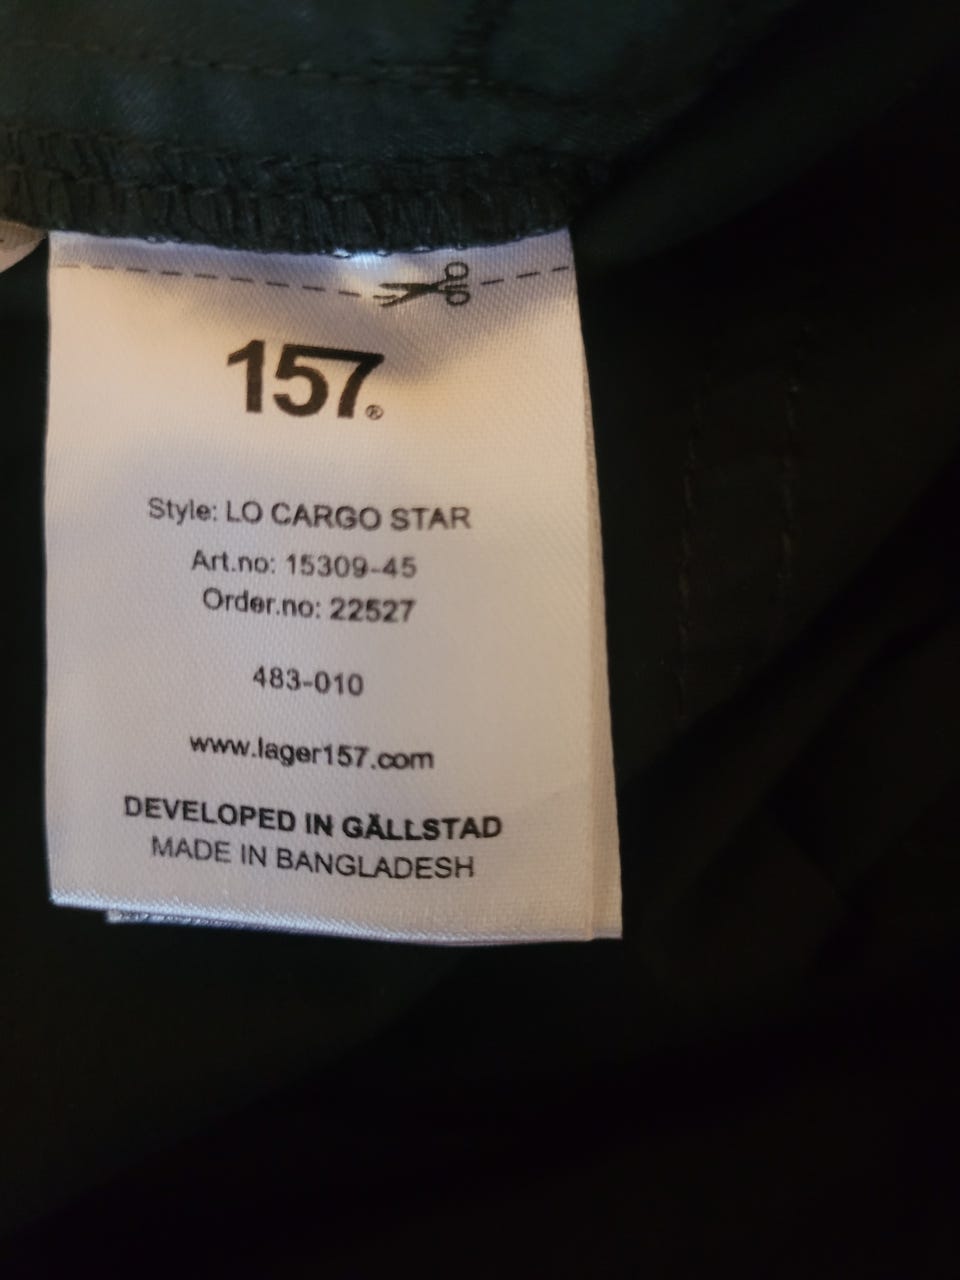 157®
Style: LO CARGO STAR
Art.no: 15309-45
Order.no: 22527
483-010
www.lager157.com
DEVELOPED IN GÄLLSTAD
MADE IN BANGLADESH